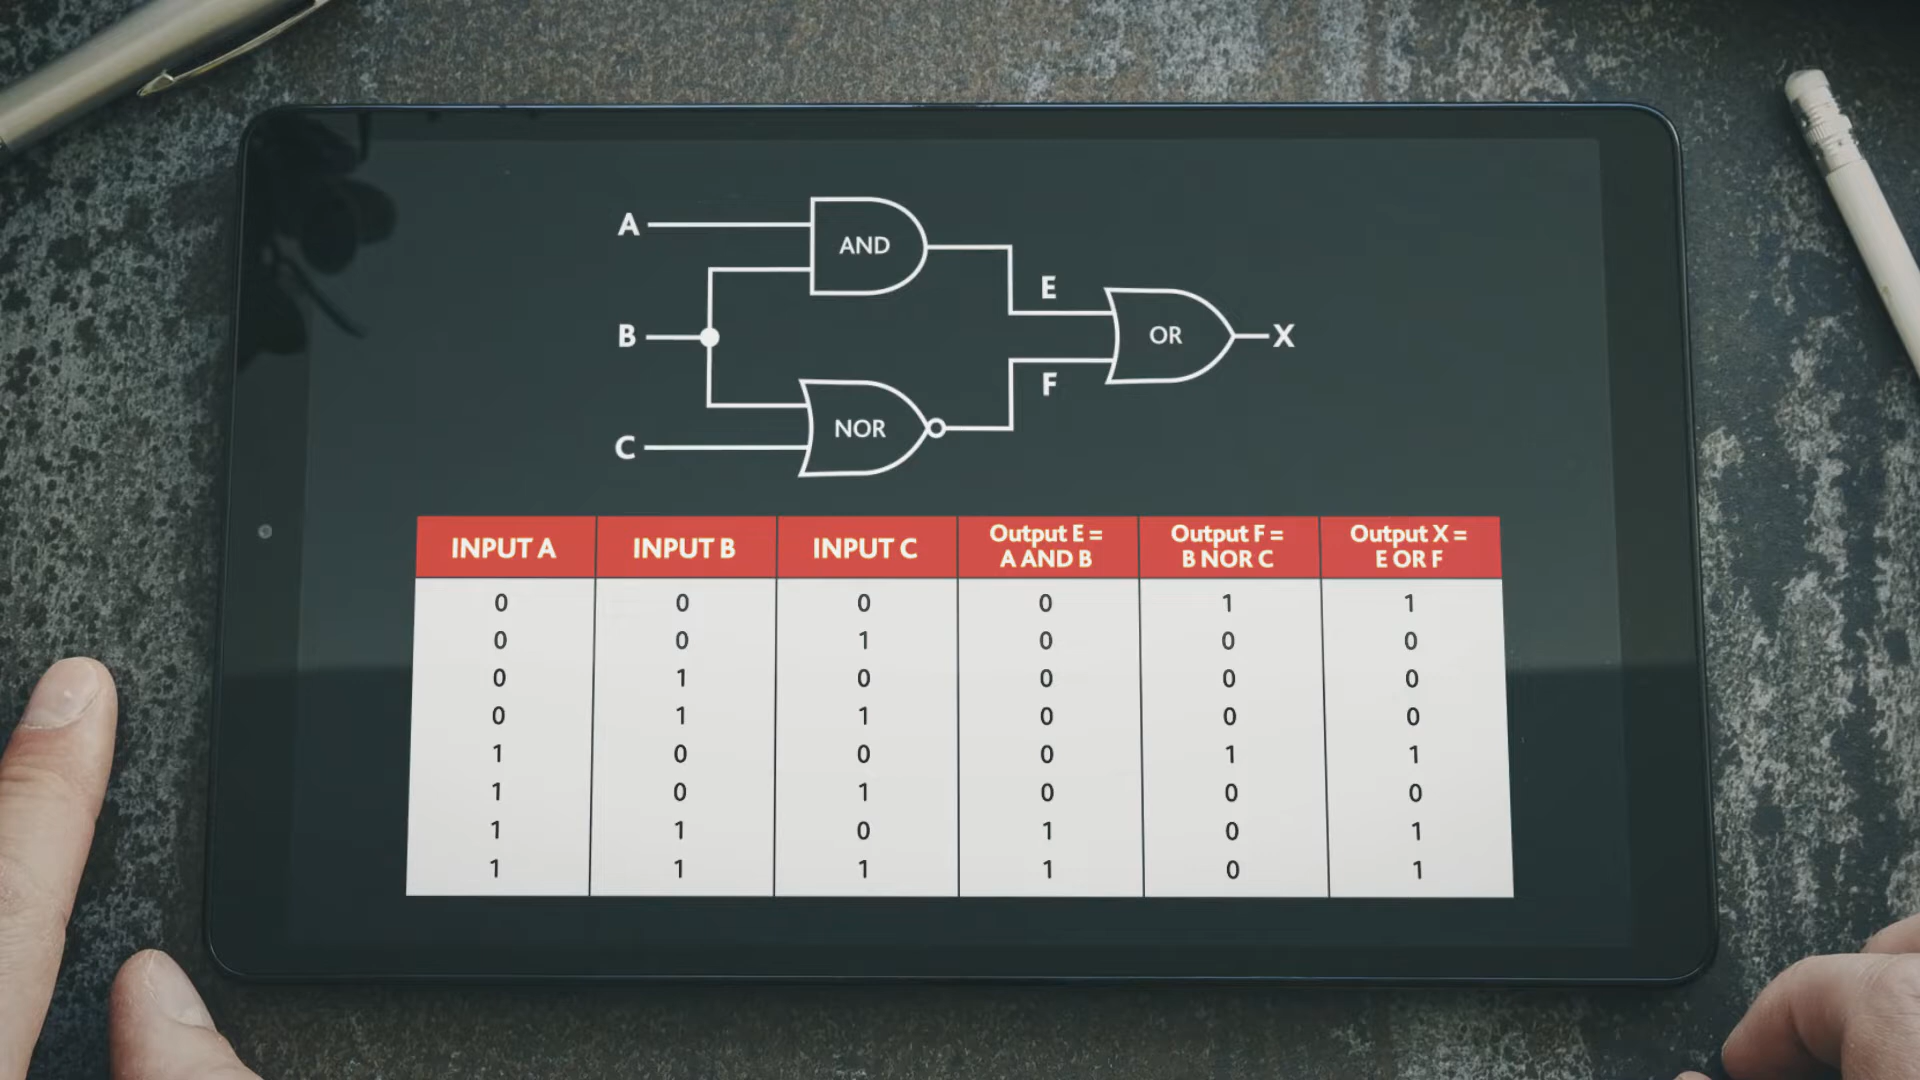 A
AND
E
B
OR
X
F
C
NOR
INPUT A INPUT B INPUT C Output E = A AND B Output F = B NOR C Output X = E OR F
0 0 0 0 1 1
0 0 1 0 0 0
0 1 0 0 0 0
0 1 1 0 0 0
1 0 0 0 1 1
1 0 1 0 0 0
1 1 0 1 0 1
1 1 1 1 0 1